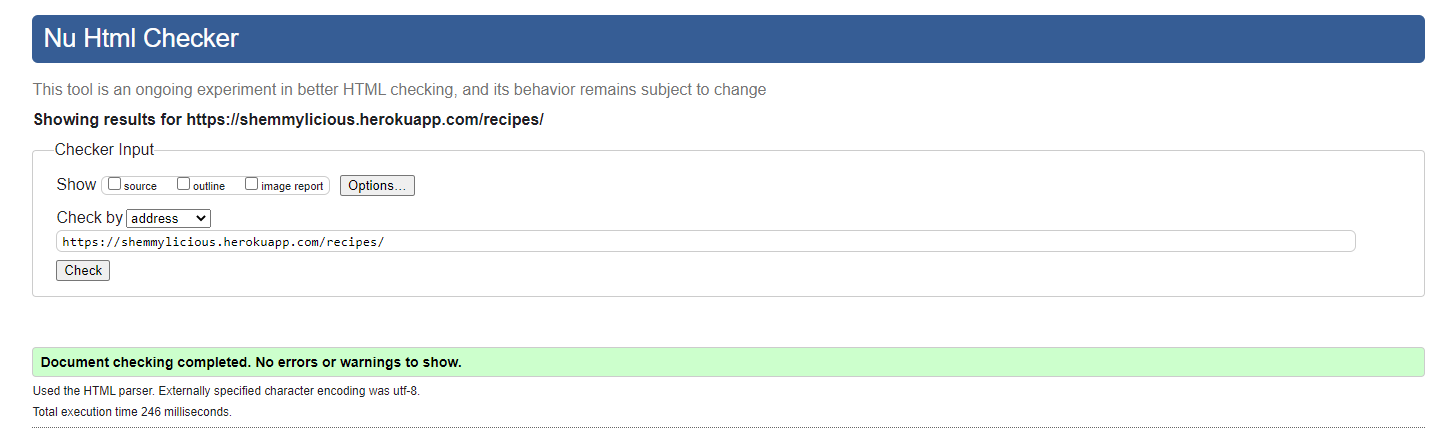 Nu Html Checker
This tool is an ongoing experiment in better HTML checking, and its behavior remains subject to change
Showing results for https://shemmylicious.herokuapp.com/recipes/
Checker Input
Show source outline image report Options...
Check by address
https://shemmylicious.herokuapp.com/recipes/
Check
Document checking completed. No errors or warnings to show.
Used the HTML parser. Externally specified character encoding was utf-8.
Total execution time 246 milliseconds.